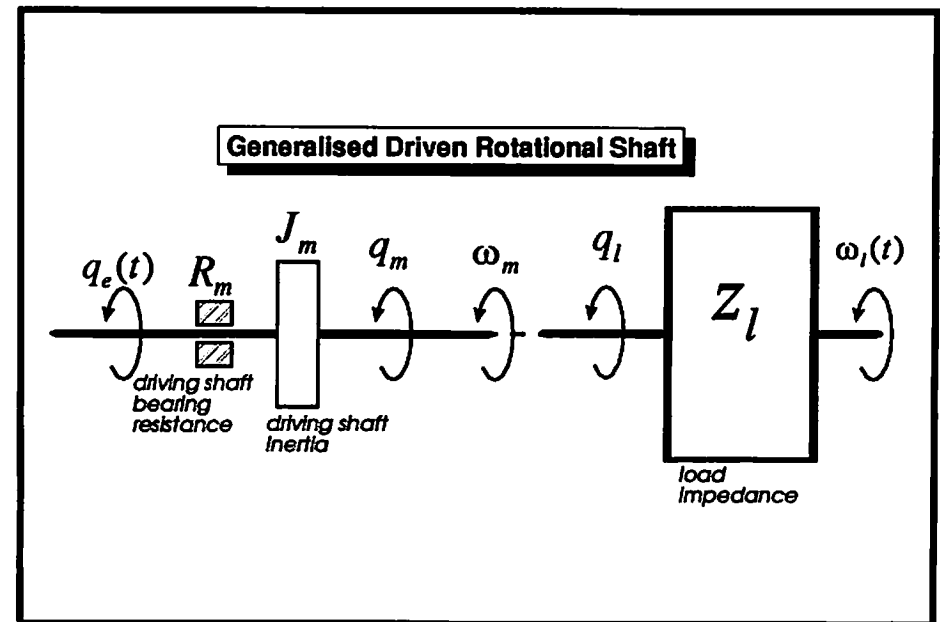 Generalised Driven Rotational Shaft
q_e(t)
R_m
J_m
q_m
ω_m
q_l
Z_l
ω_l(t)
driving shaft
bearing
resistance
driving shaft
inertia
load
impedance